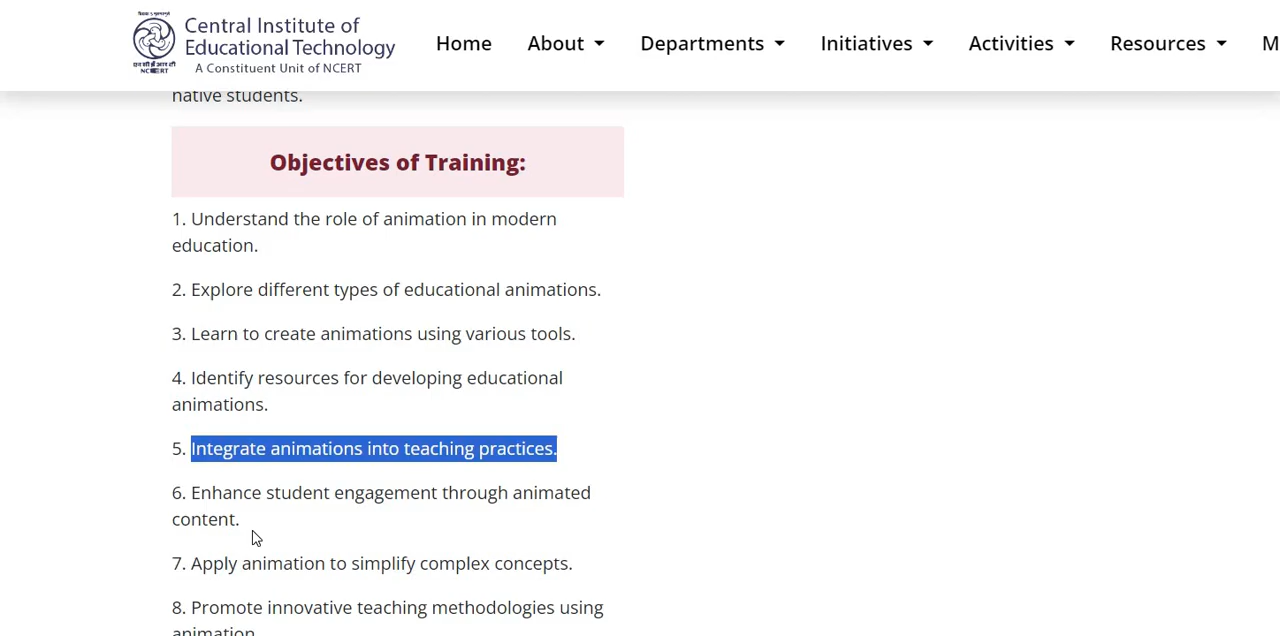 Central Institute of
Educational Technology
A Constituent Unit of NCERT
NCERT
Home
About
Departments
Initiatives
Activities
Resources
M
native students.
Objectives of Training:
1. Understand the role of animation in modern
education.
2. Explore different types of educational animations.
3. Learn to create animations using various tools.
4. Identify resources for developing educational
animations.
5. Integrate animations into teaching practices.
6. Enhance student engagement through animated
content.
7. Apply animation to simplify complex concepts.
8. Promote innovative teaching methodologies using
animation.